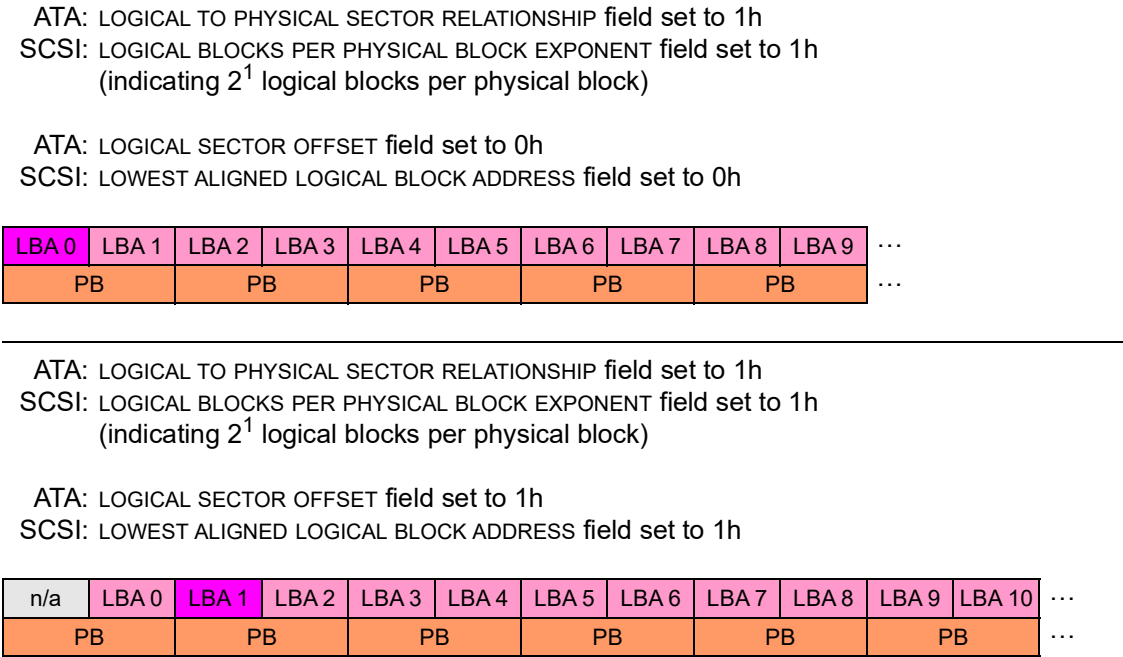 ATA: LOGICAL TO PHYSICAL SECTOR RELATIONSHIP field set to 1h
SCSI: LOGICAL BLOCKS PER PHYSICAL BLOCK EXPONENT field set to 1h
(indicating 2^1 logical blocks per physical block)
ATA: LOGICAL SECTOR OFFSET field set to 0h
SCSI: LOWEST ALIGNED LOGICAL BLOCK ADDRESS field set to 0h
LBA 0 LBA 1 LBA 2 LBA 3 LBA 4 LBA 5 LBA 6 LBA 7 LBA 8 LBA 9 ...
PB PB PB PB PB ...
ATA: LOGICAL TO PHYSICAL SECTOR RELATIONSHIP field set to 1h
SCSI: LOGICAL BLOCKS PER PHYSICAL BLOCK EXPONENT field set to 1h
(indicating 2^1 logical blocks per physical block)
ATA: LOGICAL SECTOR OFFSET field set to 1h
SCSI: LOWEST ALIGNED LOGICAL BLOCK ADDRESS field set to 1h
n/a LBA 0 LBA 1 LBA 2 LBA 3 LBA 4 LBA 5 LBA 6 LBA 7 LBA 8 LBA 9 LBA 10 ...
PB PB PB PB PB PB ...